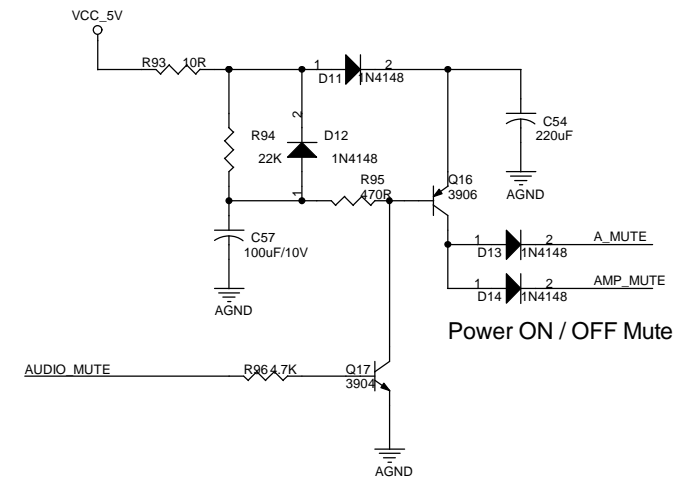 VCC_5V
R93 10R
1 2
D11 1N4148
R94 2 D12
22K 1N4148
1
C54
220uF
AGND
R95
470R
Q16
3906
C57
100uF/10V
AGND
1 2 A_MUTE
D13 1N4148
1 2 AMP_MUTE
D14 1N4148
Power ON / OFF Mute
AUDIO_MUTE R96 4.7K Q17
3904
AGND